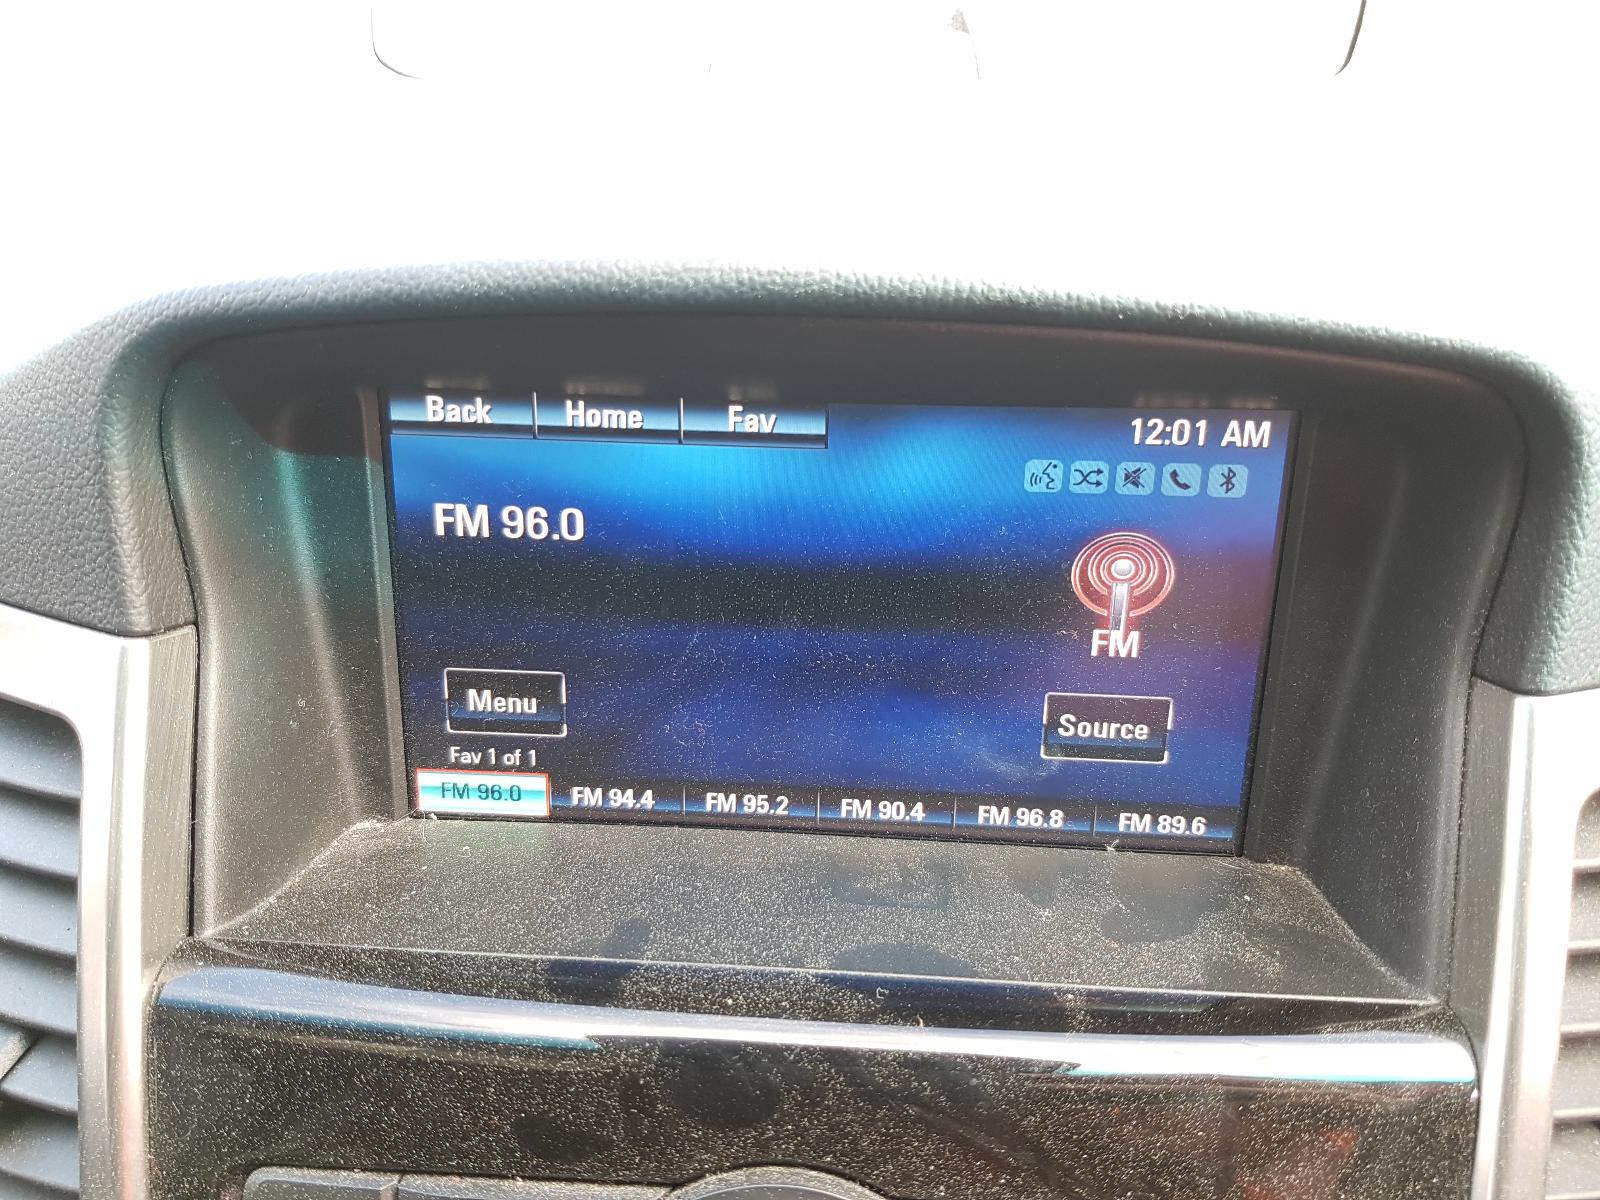 Back Home Fav 12:01 AM
FM 96.0
FM
Menu Source
Fav 1 of 1
FM 96.0 FM 94.4 FM 95.2 FM 90.4 FM 96.8 FM 89.6